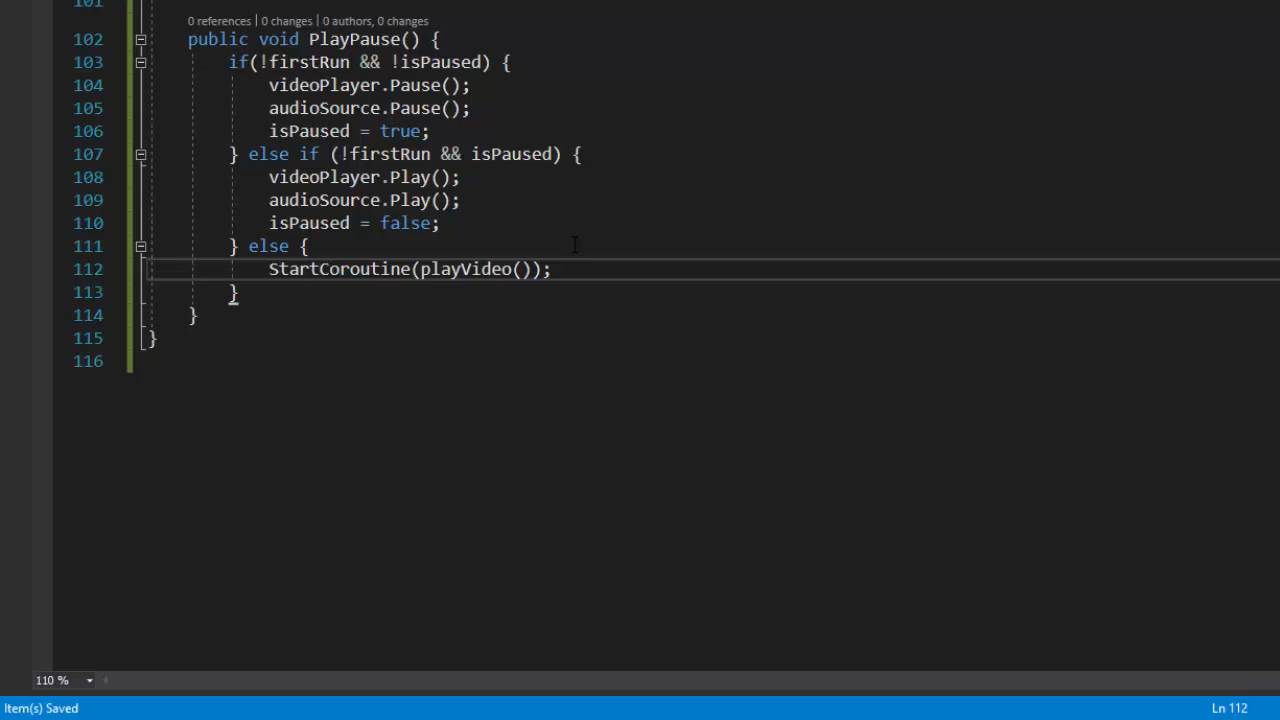 101
0 references | 0 changes | 0 authors, 0 changes
102 public void PlayPause() {
103 if(!firstRun && !isPaused) {
104 videoPlayer.Pause();
105 audioSource.Pause();
106 isPaused = true;
107 } else if (!firstRun && isPaused) {
108 videoPlayer.Play();
109 audioSource.Play();
110 isPaused = false;
111 } else {
112 StartCoroutine(playVideo());
113 }
114 }
115 }
116
110 %
Item(s) Saved Ln 112